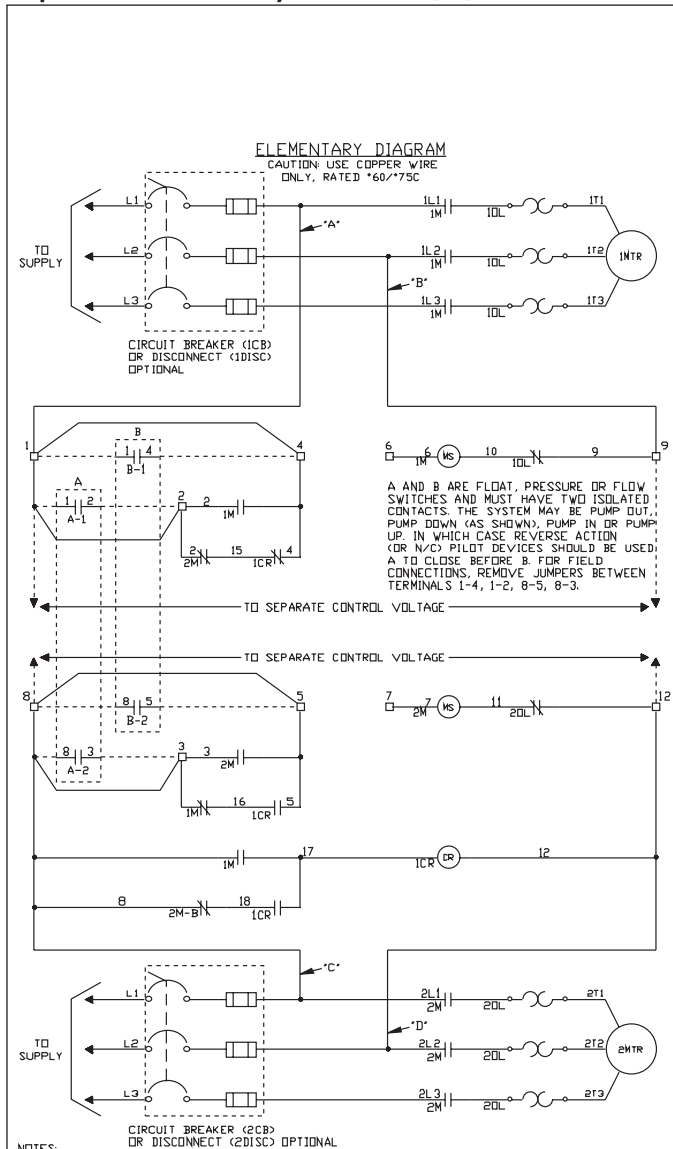 ELEMENTARY DIAGRAM
CAUTION: USE COPPER WIRE
ONLY, RATED *60/*75C
L1
1L1
1M
1OL
1T1
"A"
TO
SUPPLY
L2
1L2
1M
1OL
1T2
1MTR
"B"
L3
1L3
1M
1OL
1T3
CIRCUIT BREAKER (1CB)
OR DISCONNECT (1DISC)
OPTIONAL
B
1
1 4
B-1
4
6
6
1M
MS
10
1OL
9
9
A
1 2
A-1
2
2
1M
2
2M
15
1CR
4
A AND B ARE FLOAT, PRESSURE OR FLOW
SWITCHES AND MUST HAVE TWO ISOLATED
CONTACTS. THE SYSTEM MAY BE PUMP OUT,
PUMP DOWN (AS SHOWN), PUMP IN OR PUMP
UP. IN WHICH CASE REVERSE ACTION
(OR N/C) PILOT DEVICES SHOULD BE USED
A TO CLOSE BEFORE B. FOR FIELD
CONNECTIONS, REMOVE JUMPERS BETWEEN
TERMINALS 1-4, 1-2, 8-5, 8-3.
TO SEPARATE CONTROL VOLTAGE
TO SEPARATE CONTROL VOLTAGE
8
8 5
B-2
5
7
7
2M
MS
11
2OL
12
8 3
A-2
3
3
2M
1M
16
1CR
5
1M
17
1CR
CR
12
8
2M-B
18
1CR
"C"
L1
2L1
2M
2OL
2T1
"D"
TO
SUPPLY
L2
2L2
2M
2OL
2T2
2MTR
L3
2L3
2M
2OL
2T3
CIRCUIT BREAKER (2CB)
OR DISCONNECT (2DISC) OPTIONAL
NOTES: